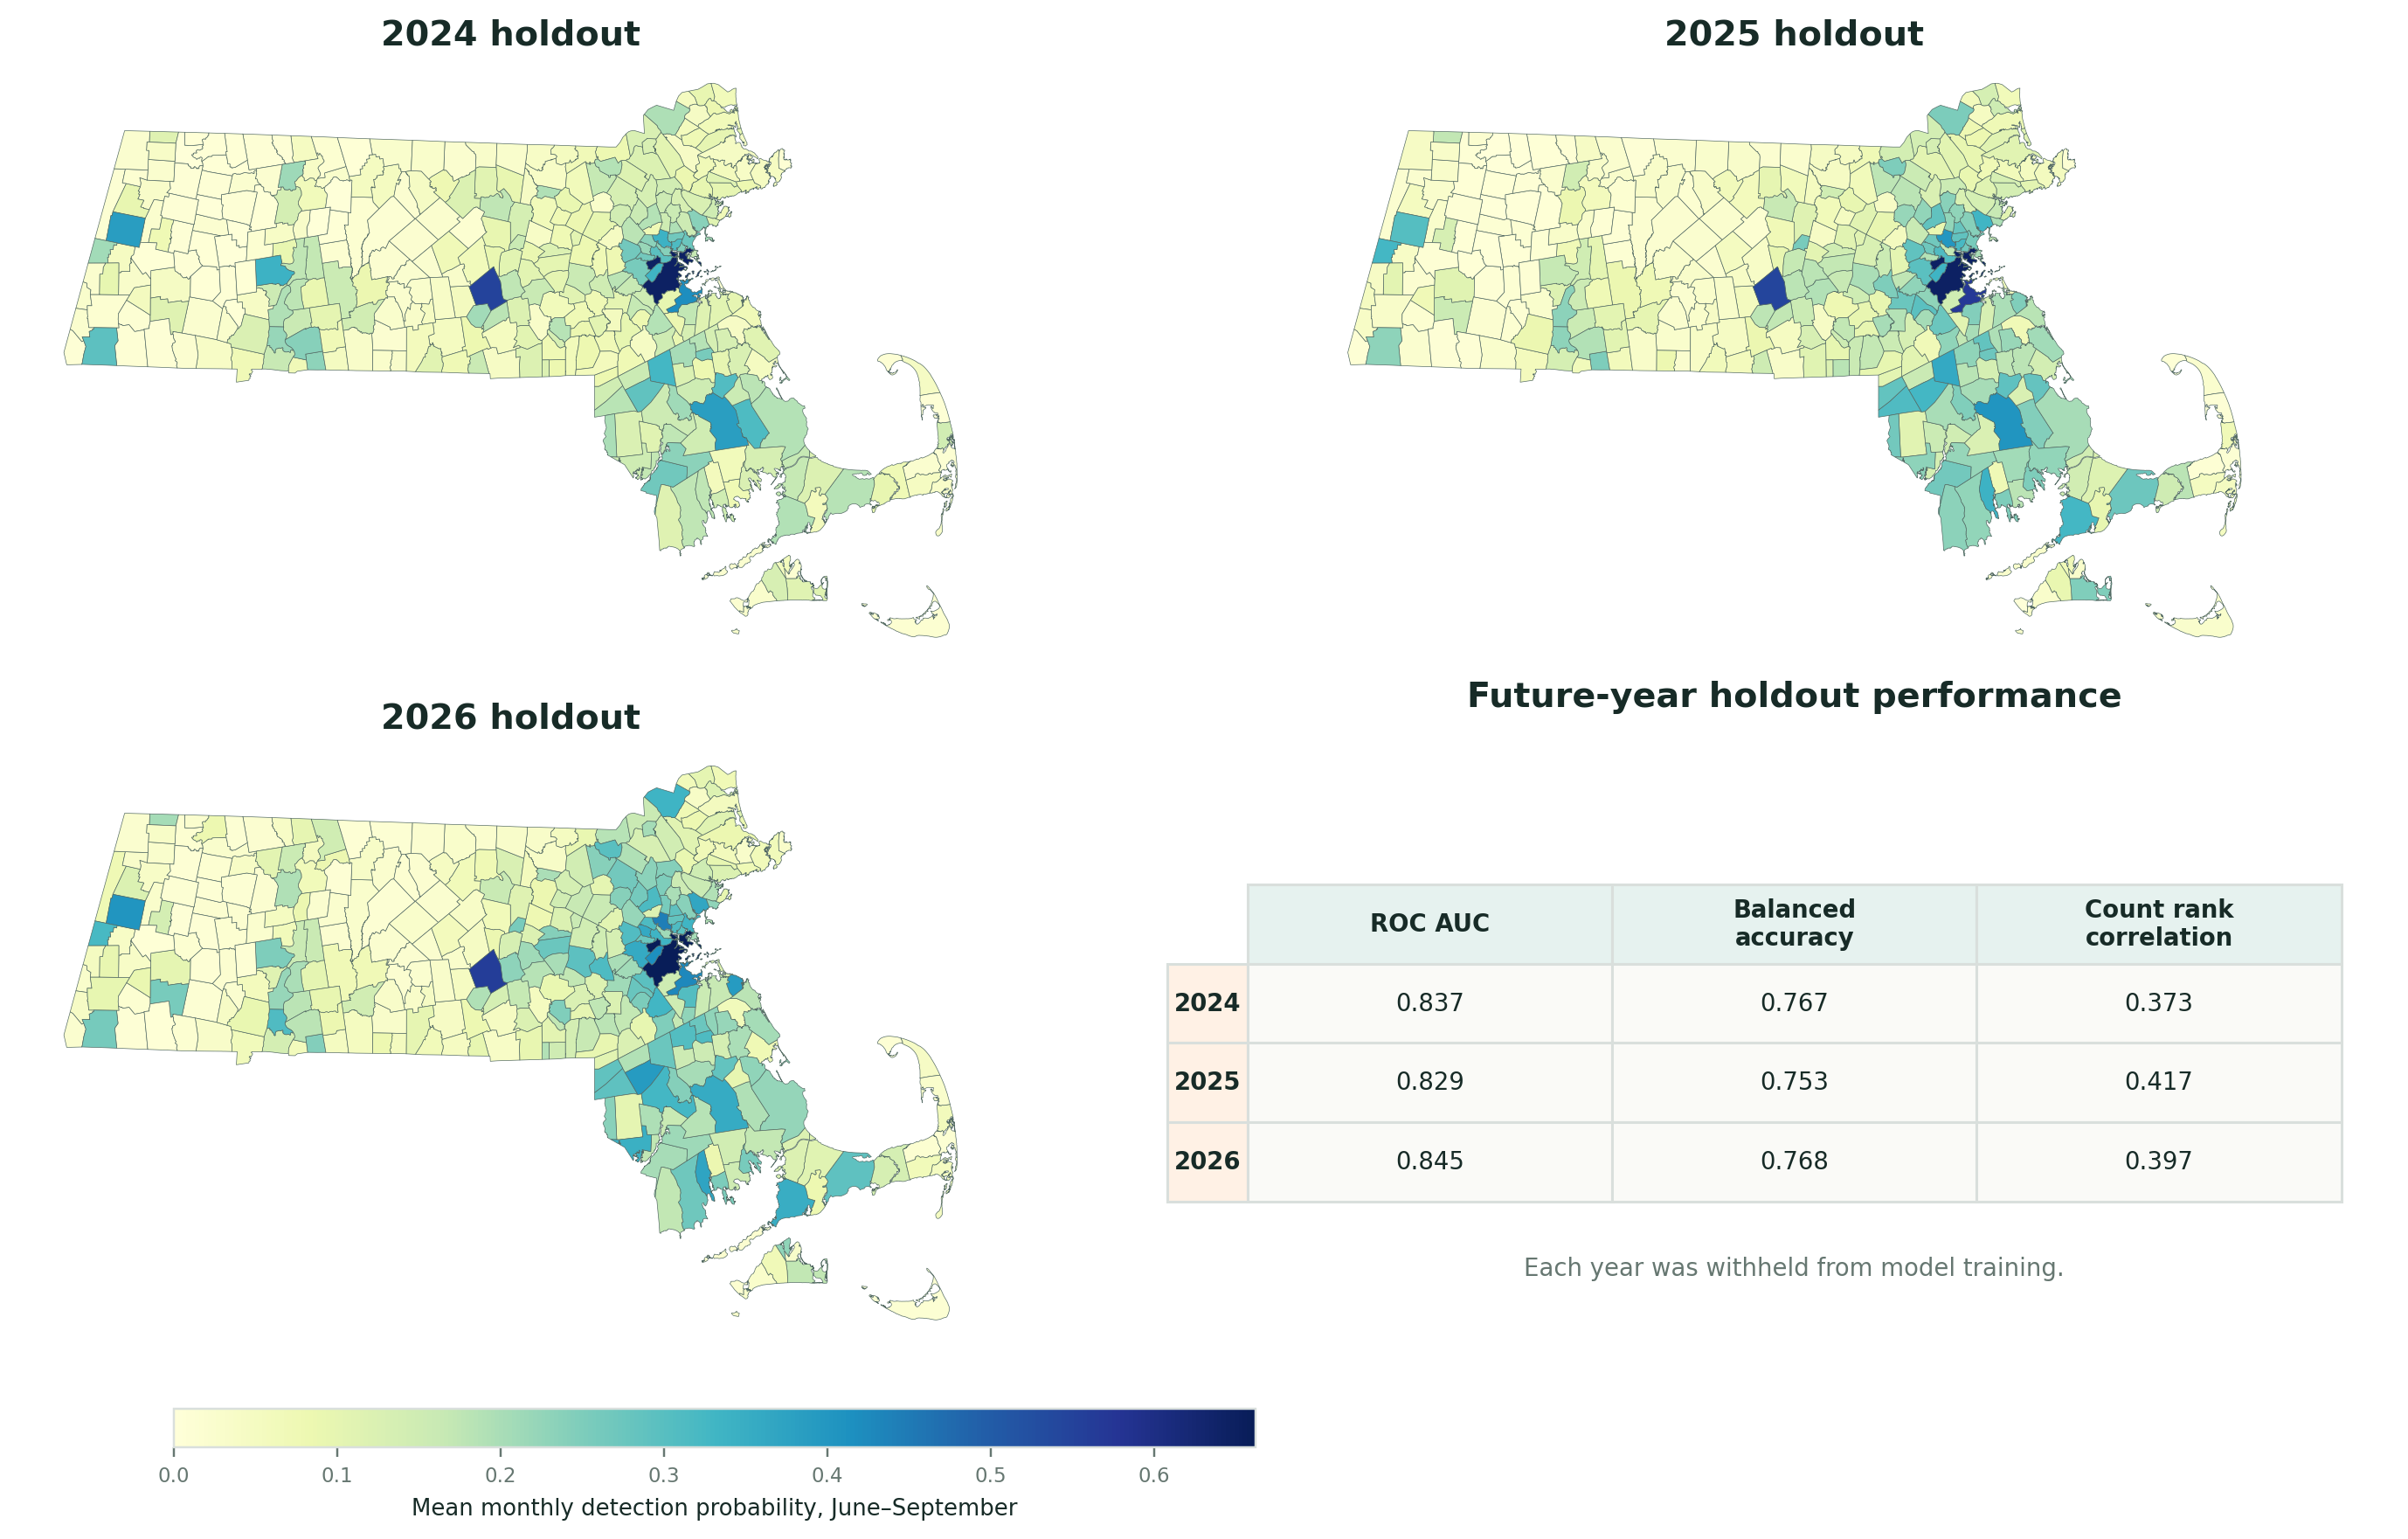 2024 holdout
2025 holdout
2026 holdout
Future-year holdout performance
ROC AUC
Balanced
accuracy
Count rank
correlation
2024 0.837 0.767 0.373
2025 0.829 0.753 0.417
2026 0.845 0.768 0.397
Each year was withheld from model training.
0.0 0.1 0.2 0.3 0.4 0.5 0.6
Mean monthly detection probability, June–September